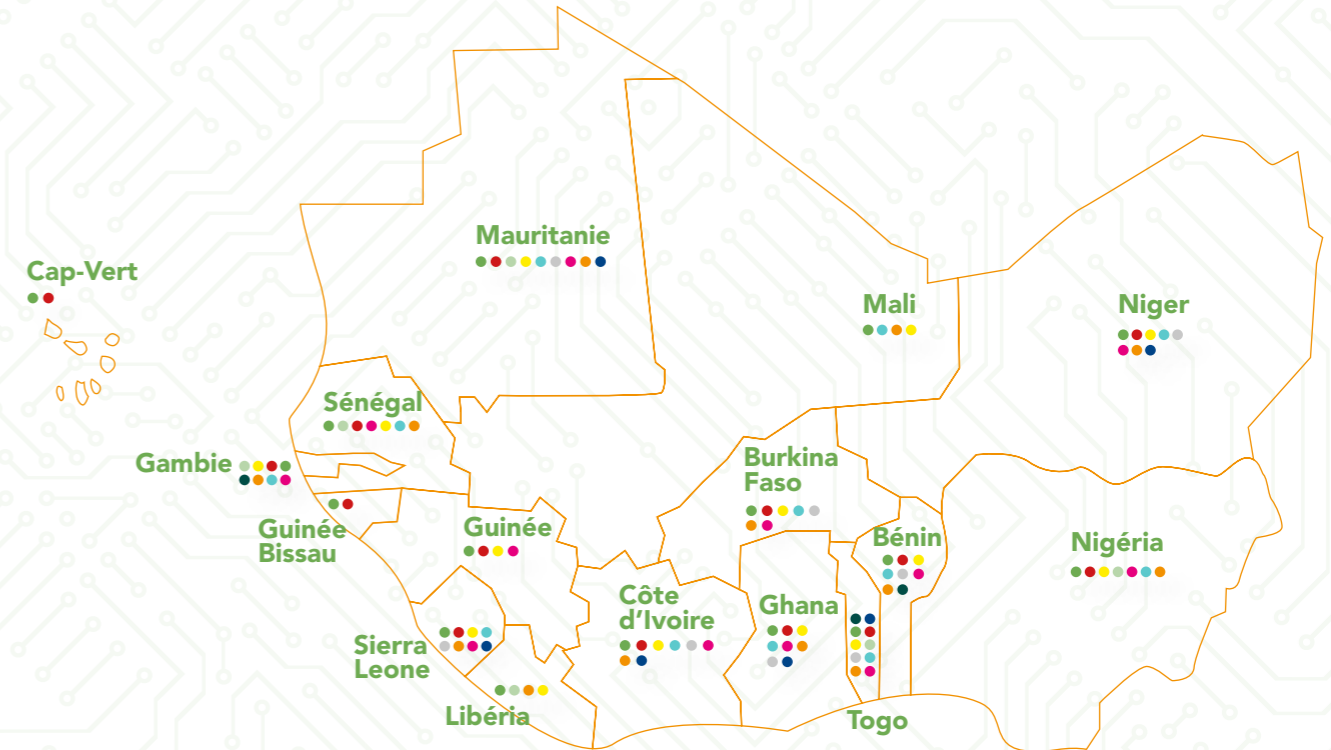 Mauritanie
Cap-Vert
Mali
Niger
Sénégal
Gambie
Burkina
Faso
Guinée
Bissau
Guinée
Bénin
Nigéria
Côte
d'Ivoire
Ghana
Sierra
Leone
Libéria
Togo